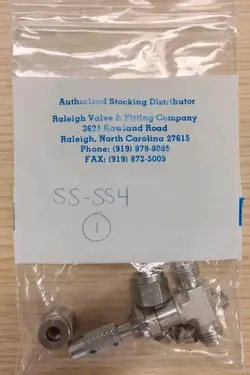 Authorized Stocking Distributor
Raleigh Valve & Fitting Company
2621 Rowland Road
Raleigh, North Carolina 27615
Phone: (919) 878-8085
FAX: (919) 872-5009
SS-SS4
1